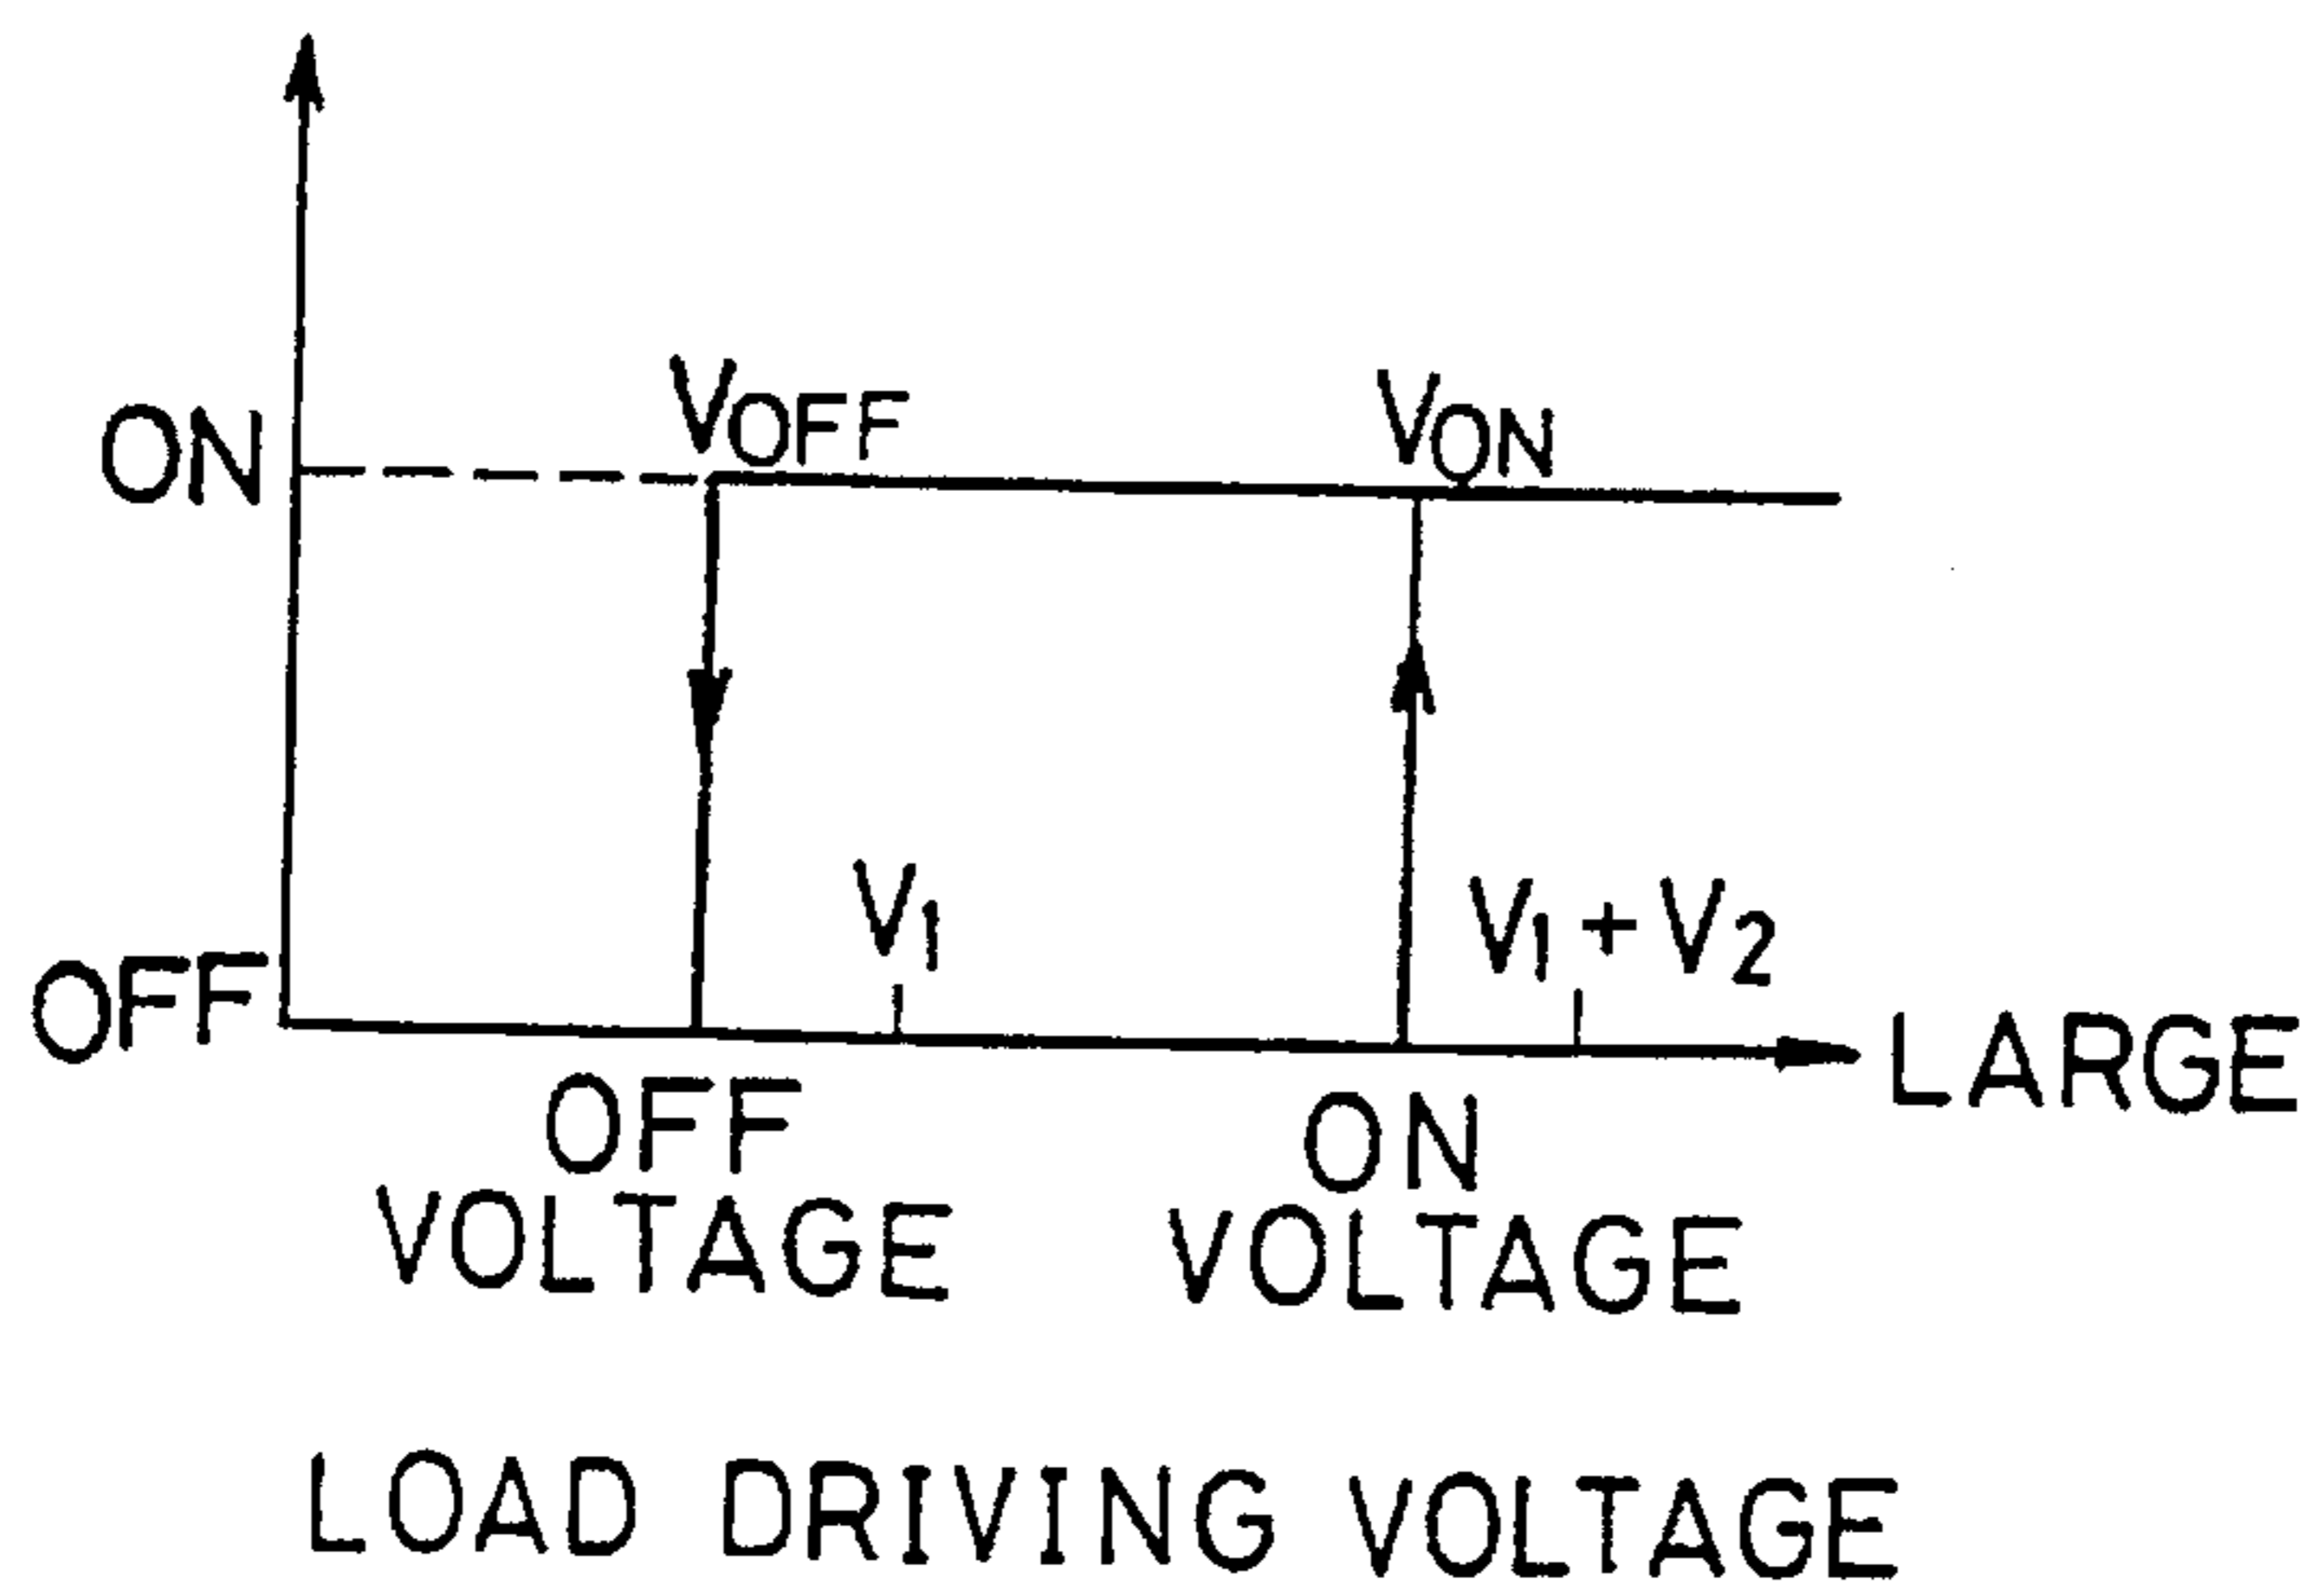 VOFF
VON
ON
V1
V1 + V2
OFF
LARGE
OFF
VOLTAGE
ON
VOLTAGE
LOAD DRIVING VOLTAGE